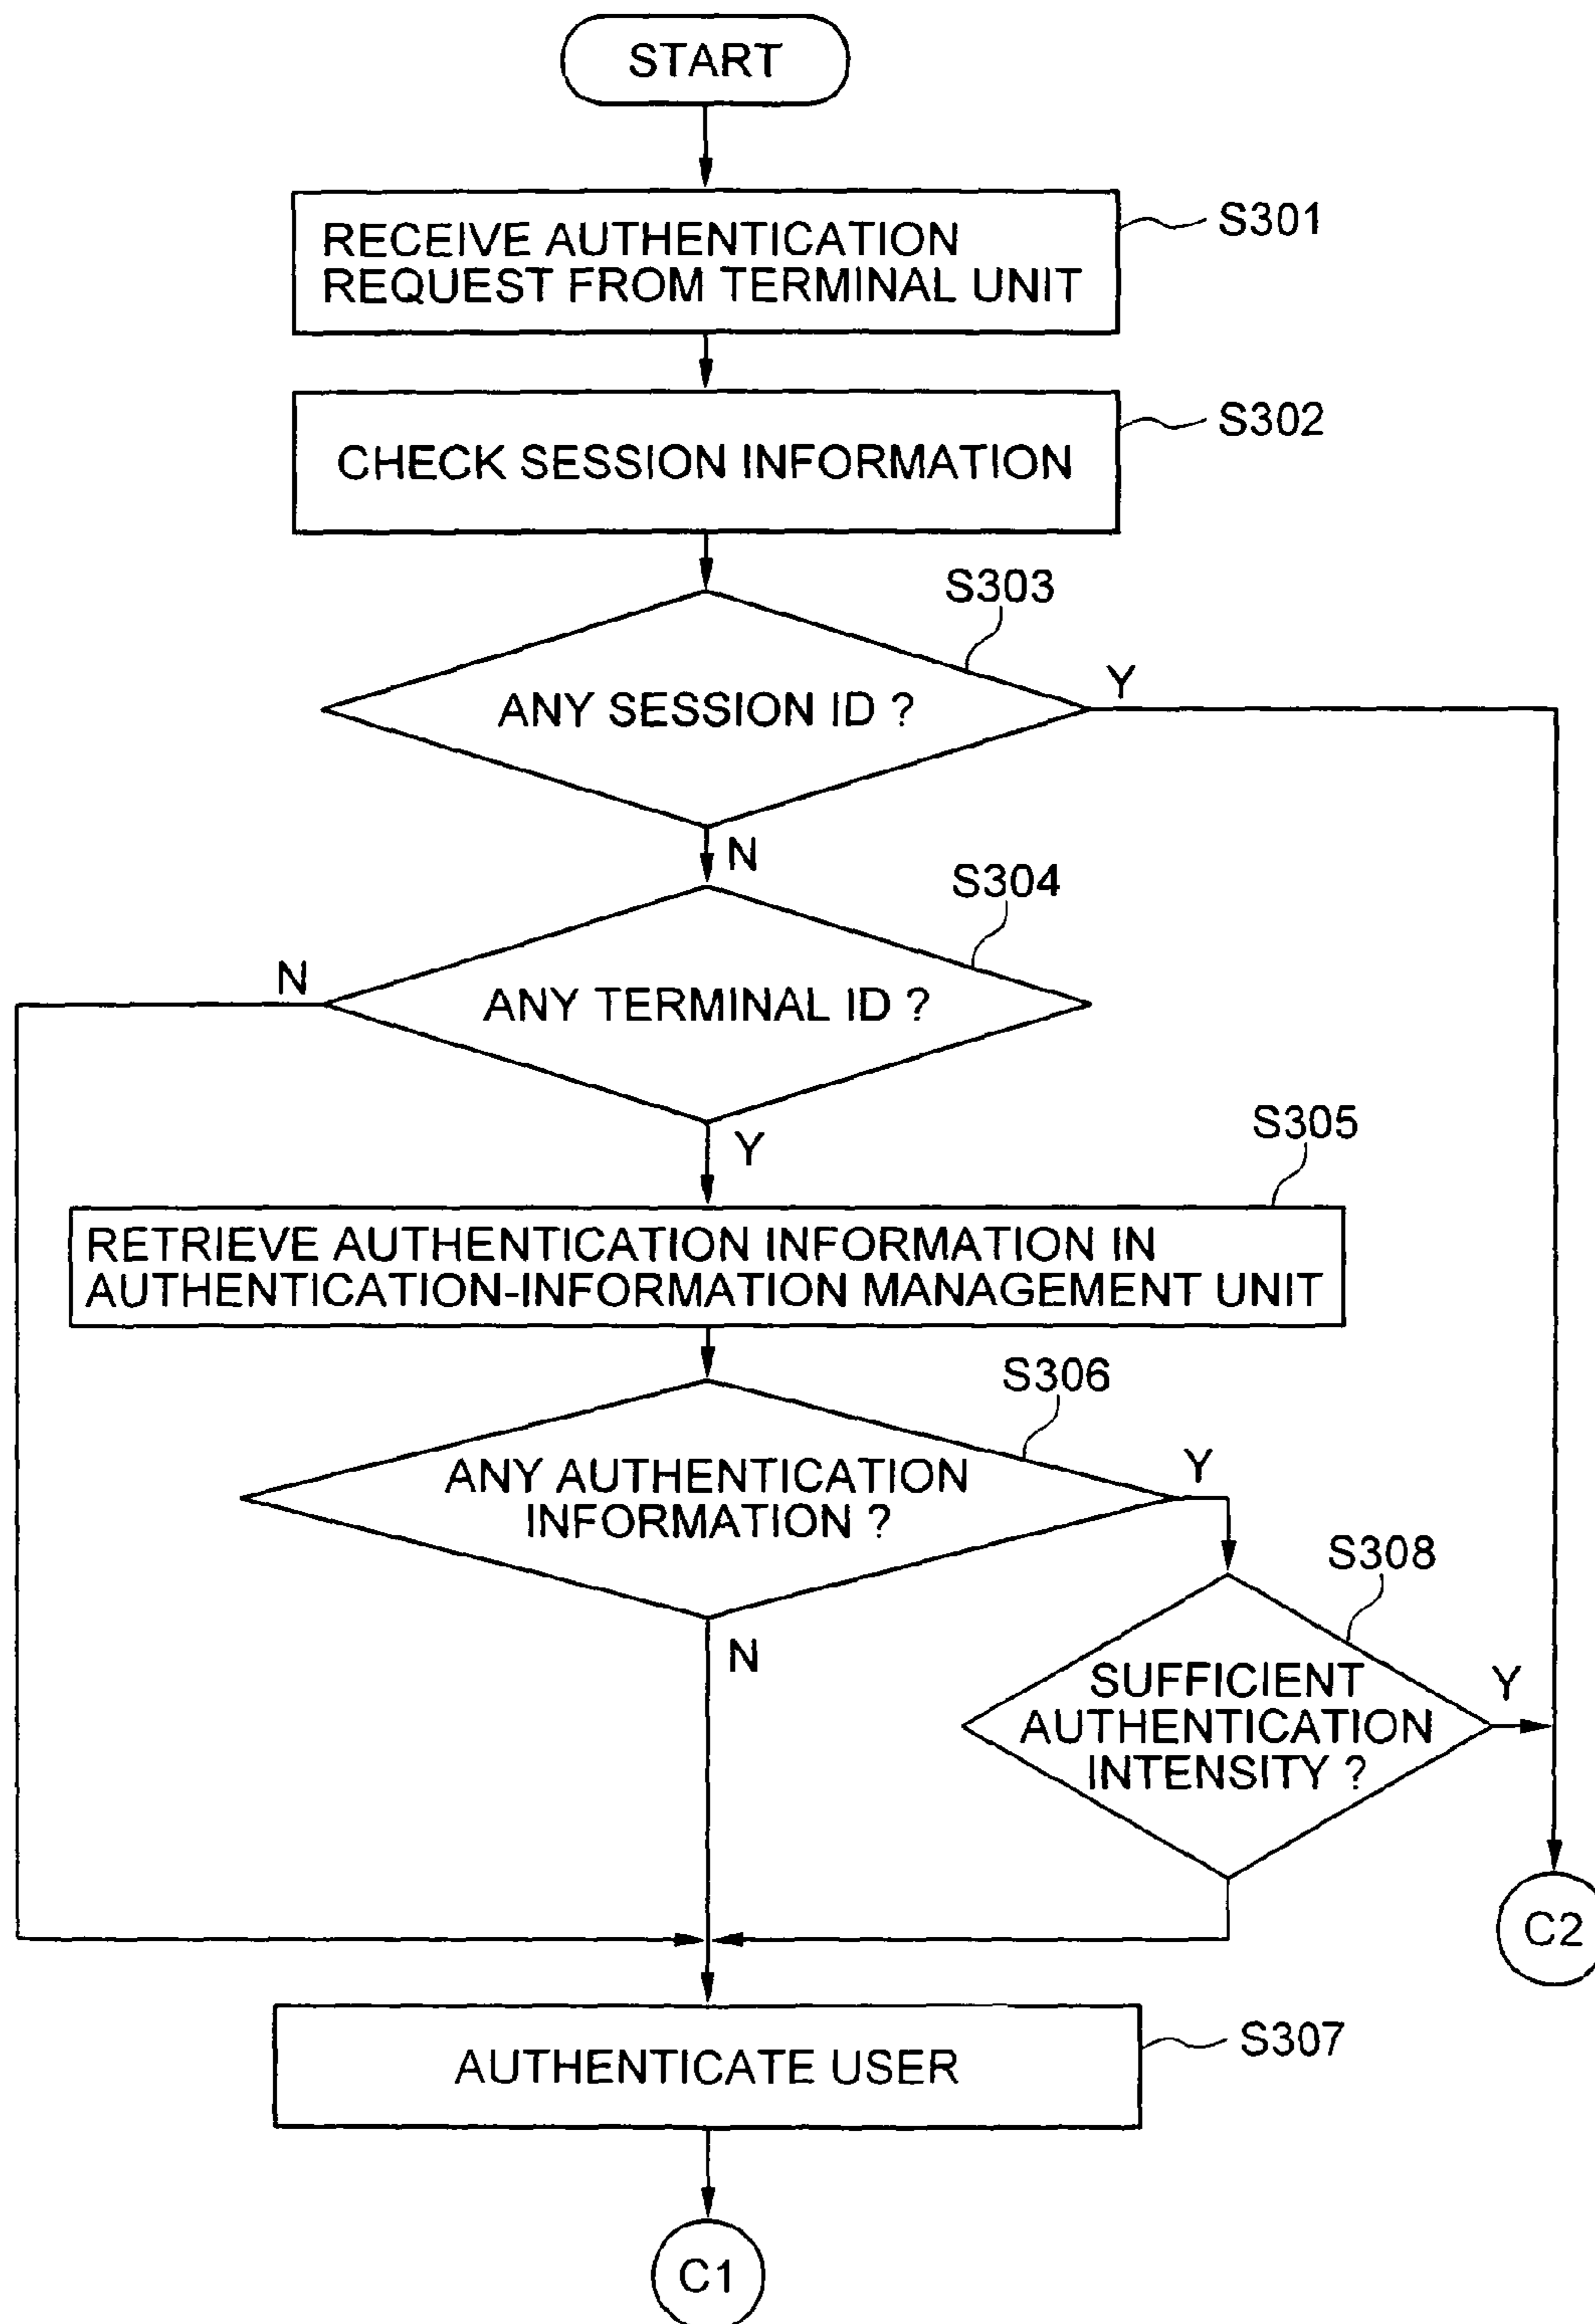 START
RECEIVE AUTHENTICATION
REQUEST FROM TERMINAL UNIT
S301
CHECK SESSION INFORMATION
S302
S303
ANY SESSION ID ?
Y
N
S304
N
ANY TERMINAL ID ?
Y
S305
RETRIEVE AUTHENTICATION INFORMATION IN
AUTHENTICATION-INFORMATION MANAGEMENT UNIT
S306
ANY AUTHENTICATION
INFORMATION ?
Y
N
S308
SUFFICIENT
AUTHENTICATION
INTENSITY ?
Y
C2
AUTHENTICATE USER
S307
C1